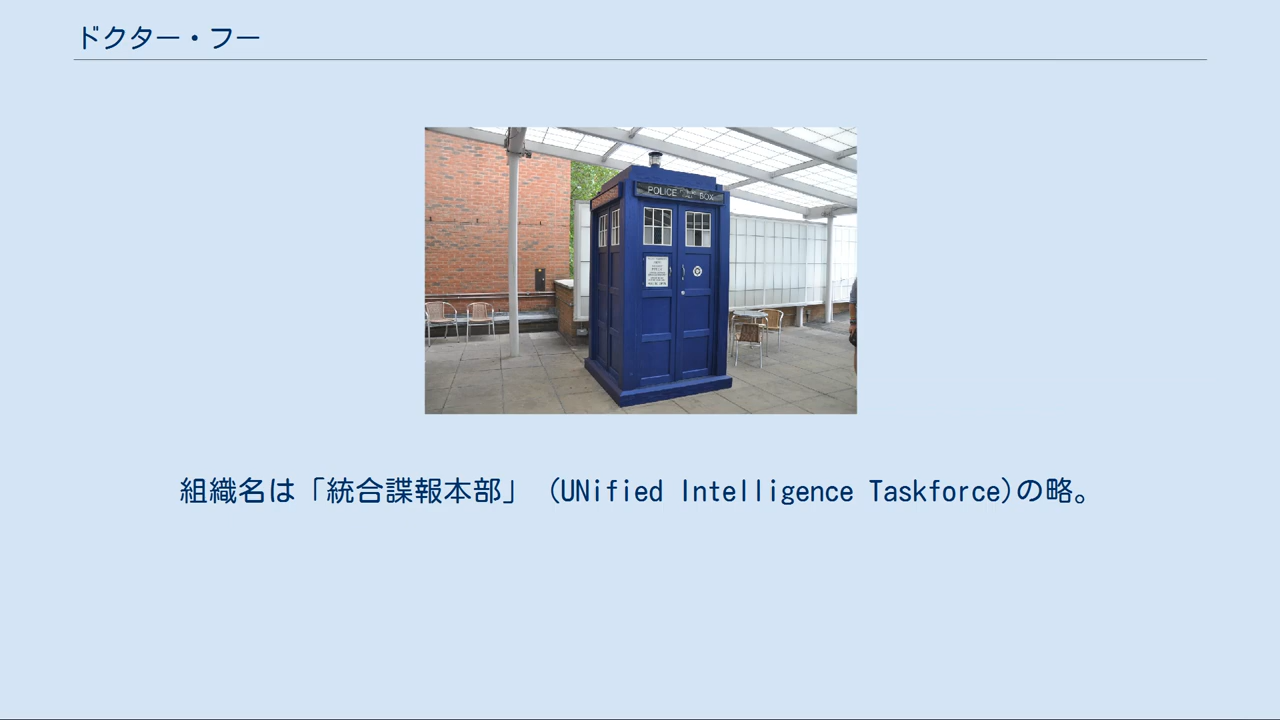 ドクター・フー
POLICE BOX
組織名は「統合諜報本部」 (UNified Intelligence Taskforce)の略。